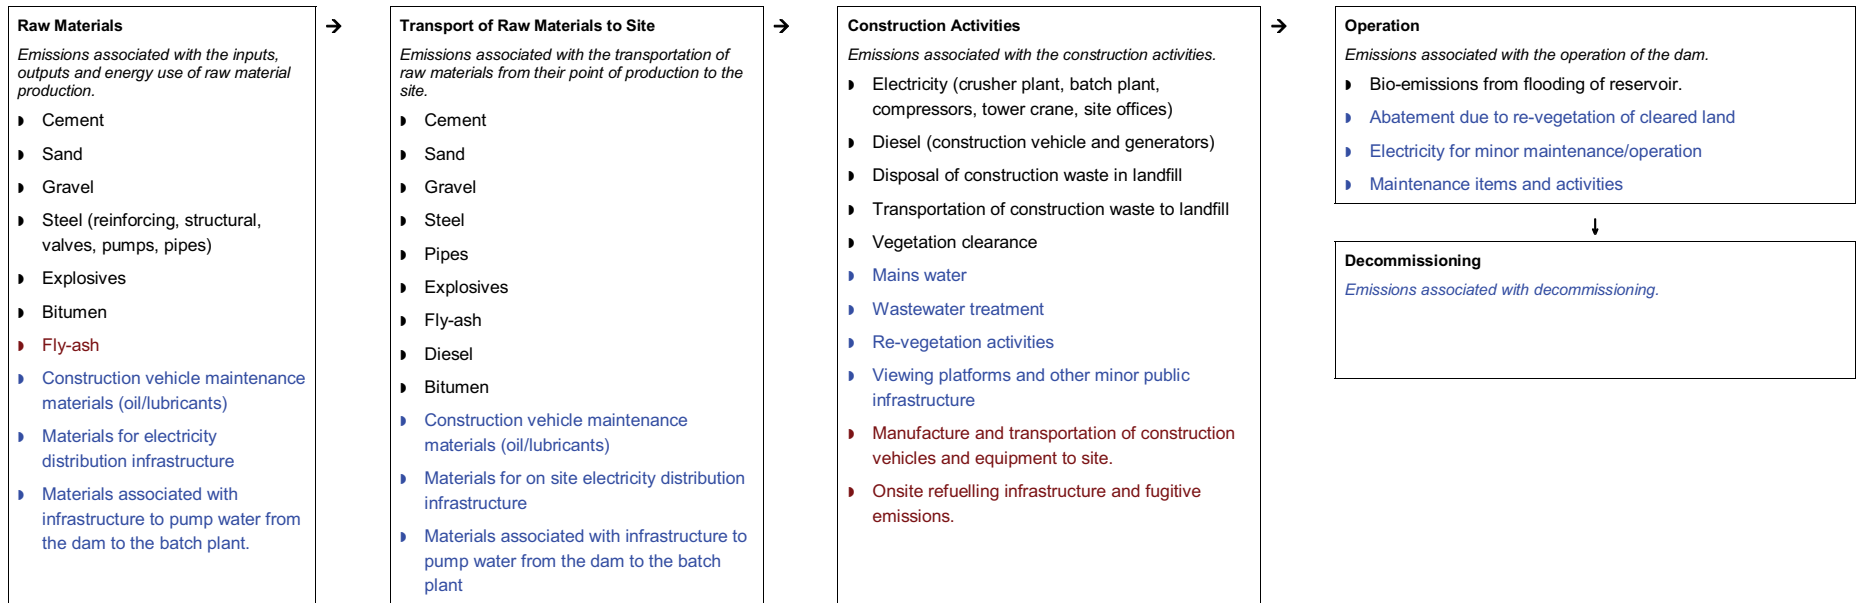 Raw Materials
Emissions associated with the inputs,
outputs and energy use of raw material
production.
Cement
Sand
Gravel
Steel (reinforcing, structural,
valves, pumps, pipes)
Explosives
Bitumen
Fly-ash
Construction vehicle maintenance
materials (oil/lubricants)
Materials for electricity
distribution infrastructure
Materials associated with
infrastructure to pump water from
the dam to the batch plant.
Transport of Raw Materials to Site
Emissions associated with the transportation of
raw materials from their point of production to the
site.
Cement
Sand
Gravel
Steel
Pipes
Explosives
Fly-ash
Diesel
Bitumen
Construction vehicle maintenance
materials (oil/lubricants)
Materials for on site electricity distribution
infrastructure
Materials associated with infrastructure to
pump water from the dam to the batch
plant
Construction Activities
Emissions associated with the construction activities.
Electricity (crusher plant, batch plant,
compressors, tower crane, site offices)
Diesel (construction vehicle and generators)
Disposal of construction waste in landfill
Transportation of construction waste to landfill
Vegetation clearance
Mains water
Wastewater treatment
Re-vegetation activities
Viewing platforms and other minor public
infrastructure
Manufacture and transportation of construction
vehicles and equipment to site.
Onsite refuelling infrastructure and fugitive
emissions.
Operation
Emissions associated with the operation of the dam.
Bio-emissions from flooding of reservoir.
Abatement due to re-vegetation of cleared land
Electricity for minor maintenance/operation
Maintenance items and activities
Decommissioning
Emissions associated with decommissioning.